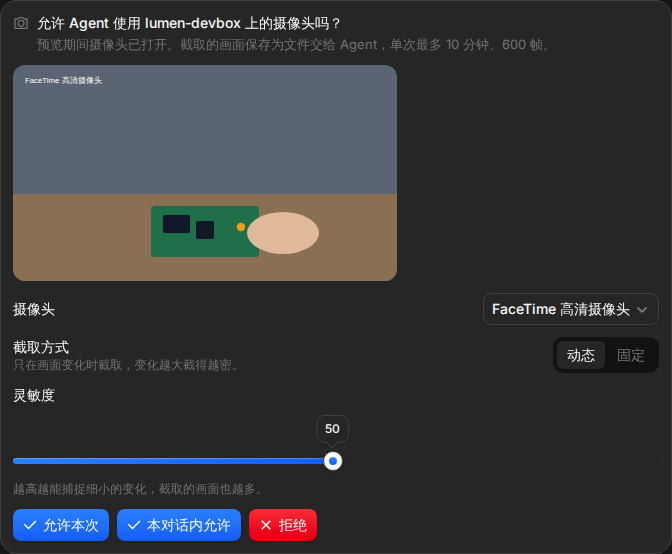 允许 Agent 使用 lumen-devbox 上的摄像头吗？
预览期间摄像头已打开。截取的画面保存为文件交给 Agent，单次最多 10 分钟、600 帧。
FaceTime 高清摄像头
摄像头
FaceTime 高清摄像头
截取方式
只在画面变化时截取，变化越大截得越密。
动态
固定
灵敏度
50
越高越能捕捉细小的变化，截取的画面也越多。
允许本次
本对话内允许
拒绝